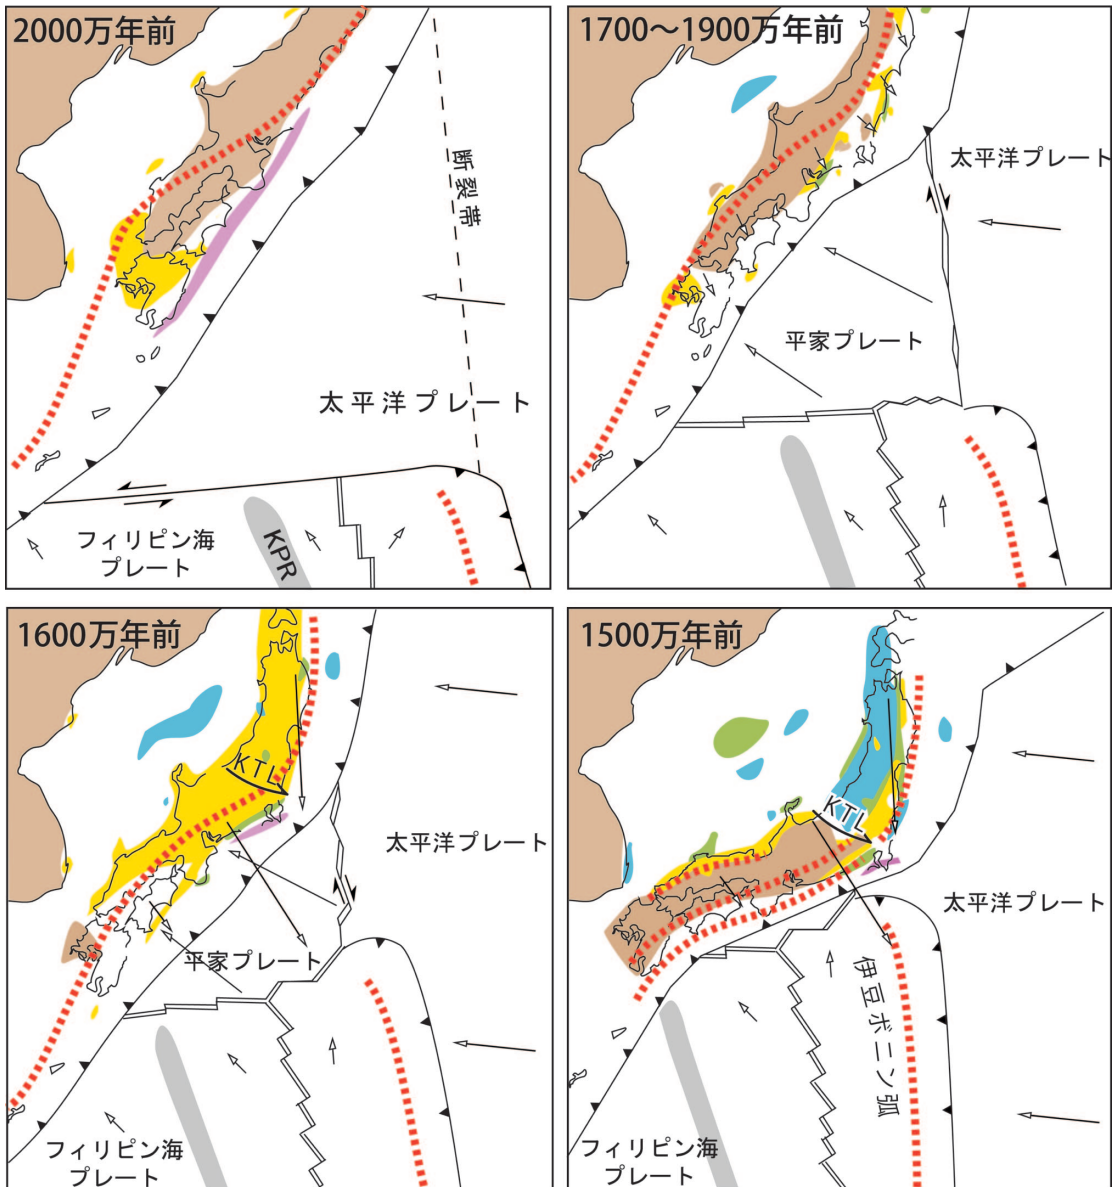 2000万年前
断裂帯
太平洋プレート
フィリピン海
プレート
KPR
1700～1900万年前
太平洋プレート
平家プレート
1600万年前
KTL
太平洋プレート
平家プレート
フィリピン海
プレート
1500万年前
KTL
太平洋プレート
伊豆ボニン弧
フィリピン海
プレート